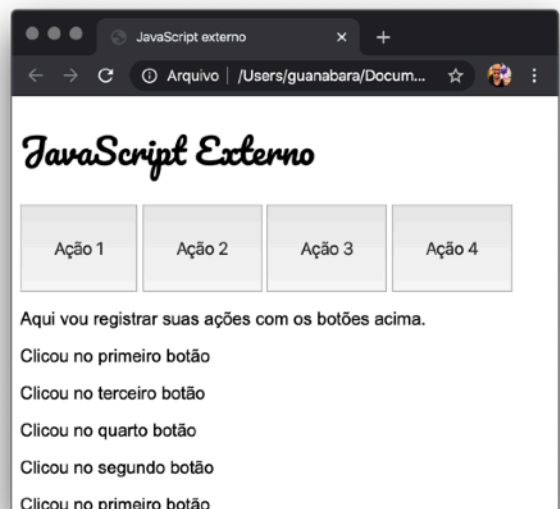 JavaScript externo
Arquivo | /Users/guanabara/Docum...
JavaScript Externo
Ação 1 Ação 2 Ação 3 Ação 4
Aqui vou registrar suas ações com os botões acima.
Clicou no primeiro botão
Clicou no terceiro botão
Clicou no quarto botão
Clicou no segundo botão
Clicou no primeiro botão